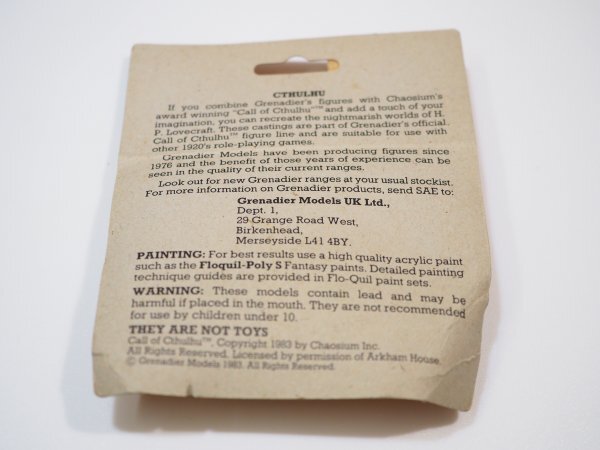 CTHULHU
If you combine Grenadier's figures with Chaosium's
award winning "Call of Cthulhu"™ and add a touch of your
imagination, you can recreate the nightmarish worlds of H.
P. Lovecraft. These castings are part of Grenadier's official
Call of Cthulhu™ figure line and are suitable for use with
other 1920's role-playing games.
Grenadier Models have been producing figures since
1976 and the benefit of those years of experience can be
seen in the quality of their current ranges.
Look out for new Grenadier ranges at your usual stockist.
For more information on Grenadier products, send SAE to:
Grenadier Models UK Ltd.,
Dept. 1,
29 Grange Road West,
Birkenhead,
Merseyside L41 4BY.
PAINTING: For best results use a high quality acrylic paint
such as the Floquil-Poly S Fantasy paints. Detailed painting
technique guides are provided in Flo-Quil paint sets.
WARNING: These models contain lead and may be
harmful if placed in the mouth. They are not recommended
for use by children under 10.
THEY ARE NOT TOYS
Call of Cthulhu™, Copyright 1983 by Chaosium Inc.
All Rights Reserved. Licensed by permission of Arkham House.
© Grenadier Models 1983. All Rights Reserved.